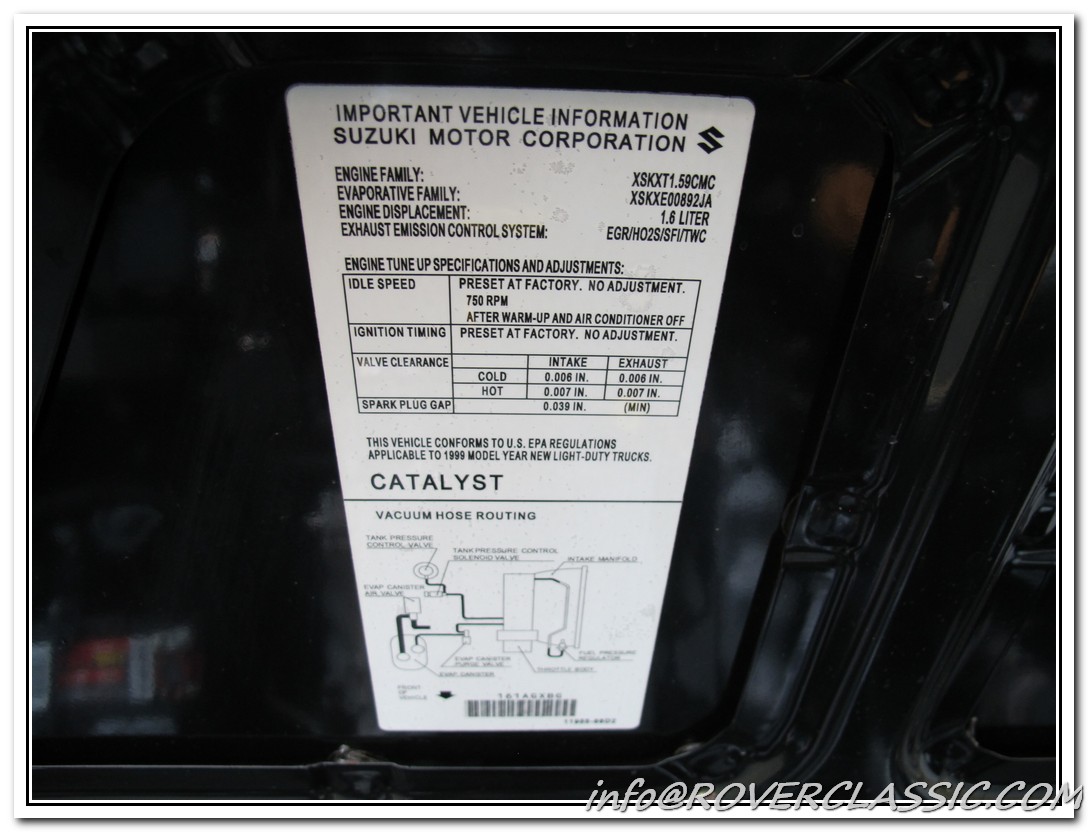 IMPORTANT VEHICLE INFORMATION
SUZUKI MOTOR CORPORATION
ENGINE FAMILY: XSKXT1.59CMC
EVAPORATIVE FAMILY: XSKXE00892JA
ENGINE DISPLACEMENT: 1.6 LITER
EXHAUST EMISSION CONTROL SYSTEM: EGR/HO2S/SFI/TWC
ENGINE TUNE UP SPECIFICATIONS AND ADJUSTMENTS:
IDLE SPEED PRESET AT FACTORY. NO ADJUSTMENT.
750 RPM
AFTER WARM-UP AND AIR CONDITIONER OFF
IGNITION TIMING PRESET AT FACTORY. NO ADJUSTMENT.
VALVE CLEARANCE INTAKE EXHAUST
COLD 0.006 IN. 0.006 IN.
HOT 0.007 IN. 0.007 IN.
SPARK PLUG GAP 0.039 IN. (MIN)
THIS VEHICLE CONFORMS TO U.S. EPA REGULATIONS
APPLICABLE TO 1999 MODEL YEAR NEW LIGHT-DUTY TRUCKS.
CATALYST
VACUUM HOSE ROUTING
TANK PRESSURE
CONTROL VALVE
TANK PRESSURE CONTROL
SOLENOID VALVE
INTAKE MANIFOLD
EVAP CANISTER
AIR VALVE
FUEL PRESSURE
REGULATOR
EVAP CANISTER
PURGE VALVE
THROTTLE BODY
EVAP CANISTER
FRONT
OF
VEHICLE
info@ROVERCLASSIC.COM